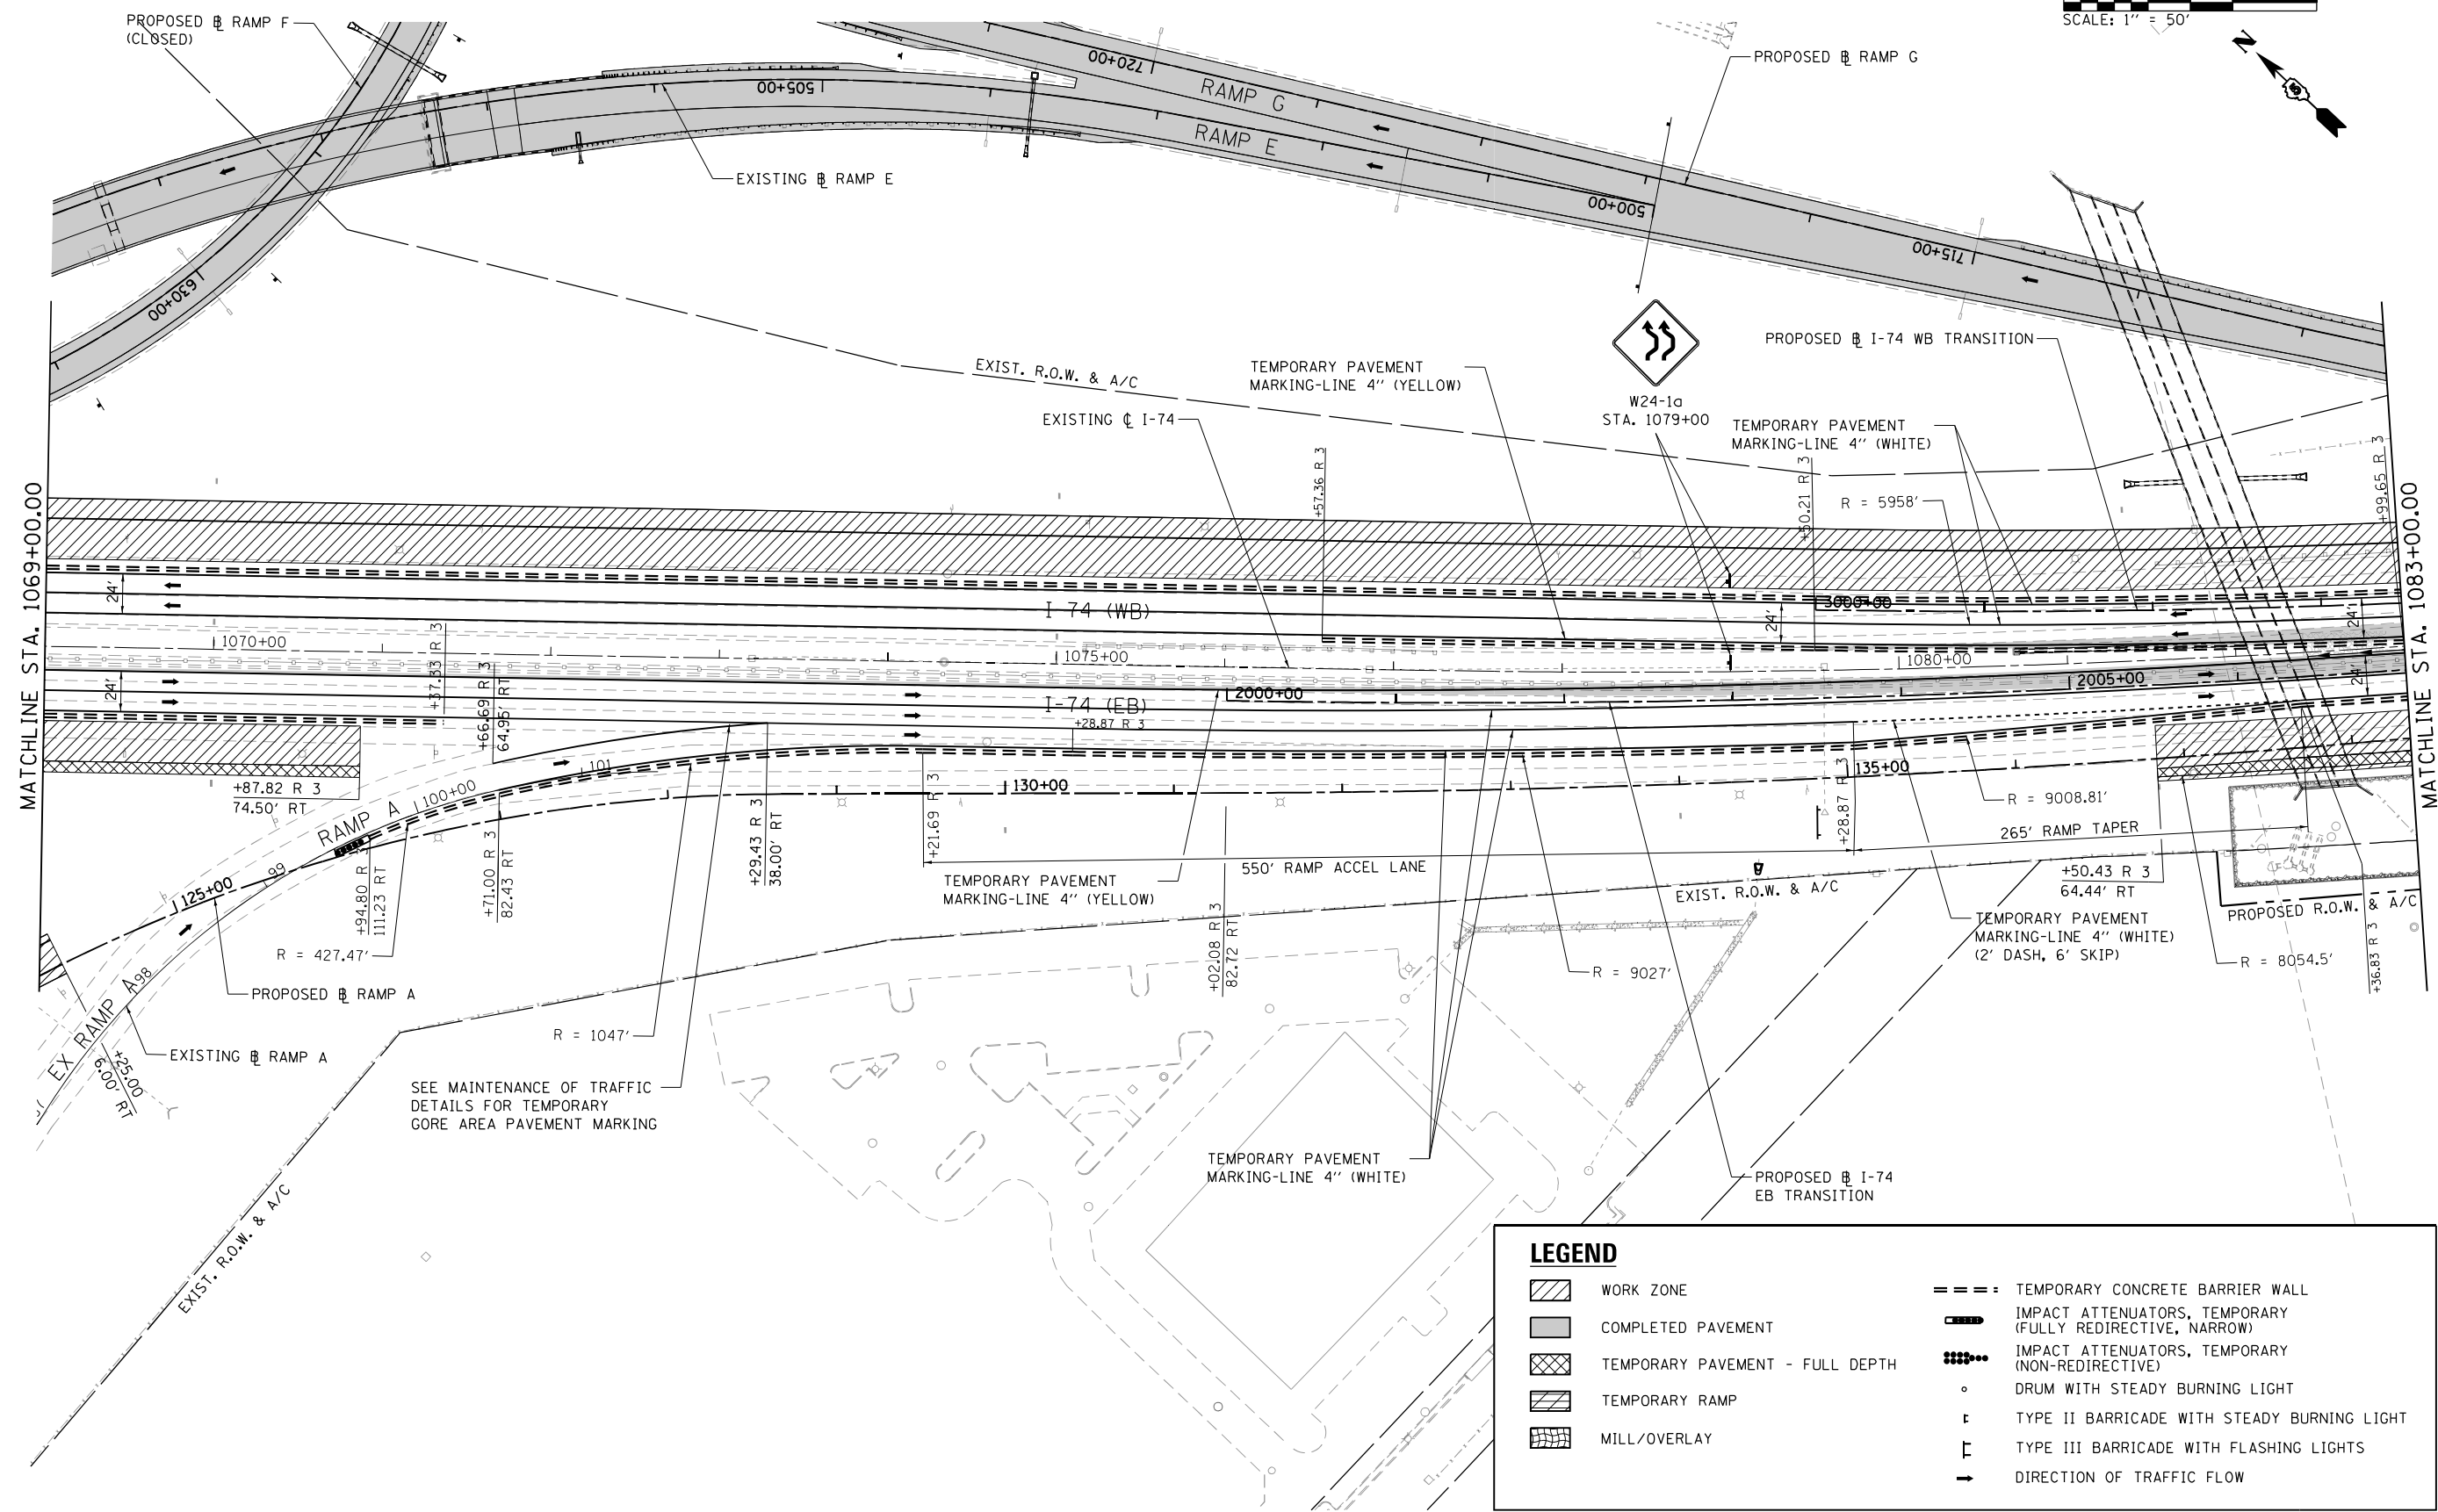 PROPOSED ⅊ RAMP F
(CLOSED)
SCALE: 1" = 50'
N
PROPOSED ⅊ RAMP G
720+00
RAMP G
505+00
RAMP E
EXISTING ⅊ RAMP E
500+00
715+00
630+00
PROPOSED ⅊ I-74 WB TRANSITION
EXIST. R.O.W. & A/C
TEMPORARY PAVEMENT
MARKING-LINE 4" (YELLOW)
W24-1a
STA. 1079+00
EXISTING ℄ I-74
TEMPORARY PAVEMENT
MARKING-LINE 4" (WHITE)
+57.36 R 3
+50.21 R 3
+99.65 R 3
R = 5958'
MATCHLINE STA. 1069+00.00
MATCHLINE STA. 1083+00.00
24'
I-74 (WB)
3000+00
24'
24'
1070+00
1075+00
1080+00
+37.33 R 3
+66.69 R 3
64.95' RT
24'
2000+00
2005+00
24'
I-74 (EB)
+28.87 R 3
+87.82 R 3
74.50' RT
101
100+00
RAMP A
130+00
135+00
R = 9008.81'
265' RAMP TAPER
550' RAMP ACCEL LANE
+21.69 R 3
+28.87 R 3
+29.43 R 3
38.00' RT
+71.00 R 3
82.43 RT
+94.80 R 3
111.23 RT
99
125+00
TEMPORARY PAVEMENT
MARKING-LINE 4" (YELLOW)
EXIST. R.O.W. & A/C
+50.43 R 3
64.44' RT
PROPOSED R.O.W. & A/C
TEMPORARY PAVEMENT
MARKING-LINE 4" (WHITE)
(2' DASH, 6' SKIP)
+02.08 R 3
82.72 RT
+36.83 R 3
R = 427.47'
R = 9027'
R = 8054.5'
98
PROPOSED ⅊ RAMP A
EX RAMP A
R = 1047'
EXISTING ⅊ RAMP A
+25.00
6.00' RT
SEE MAINTENANCE OF TRAFFIC
DETAILS FOR TEMPORARY
GORE AREA PAVEMENT MARKING
TEMPORARY PAVEMENT
MARKING-LINE 4" (WHITE)
PROPOSED ⅊ I-74
EB TRANSITION
EXIST. R.O.W. & A/C
LEGEND
WORK ZONE
COMPLETED PAVEMENT
TEMPORARY PAVEMENT - FULL DEPTH
TEMPORARY RAMP
MILL/OVERLAY
TEMPORARY CONCRETE BARRIER WALL
IMPACT ATTENUATORS, TEMPORARY
(FULLY REDIRECTIVE, NARROW)
IMPACT ATTENUATORS, TEMPORARY
(NON-REDIRECTIVE)
DRUM WITH STEADY BURNING LIGHT
TYPE II BARRICADE WITH STEADY BURNING LIGHT
TYPE III BARRICADE WITH FLASHING LIGHTS
DIRECTION OF TRAFFIC FLOW